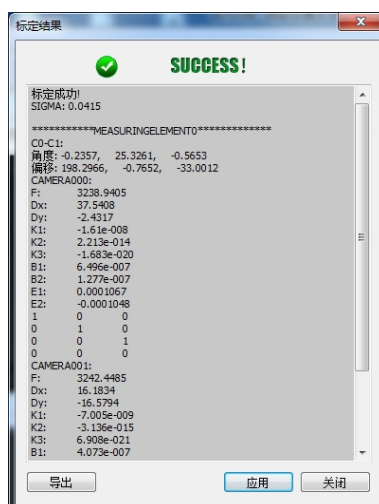 标定结果
SUCCESS!
标定成功!
SIGMA: 0.0415
***********MEASURINGELEMENT0*************
C0-C1:
角度: -0.2357, 25.3261, -0.5653
偏移: 198.2966, -0.7652, -33.0012
CAMERA000:
F: 3238.9405
Dx: 37.5408
Dy: -2.4317
K1: -1.61e-008
K2: 2.213e-014
K3: -1.683e-020
B1: 6.496e-007
B2: 1.277e-007
E1: 0.0001067
E2: -0.0001048
1 0 0
0 1 0
0 0 1
0 0 0
CAMERA001:
F: 3242.4485
Dx: 16.1834
Dy: -16.5794
K1: -7.005e-009
K2: -3.136e-015
K3: 6.908e-021
B1: 4.073e-007
导出 应用 关闭